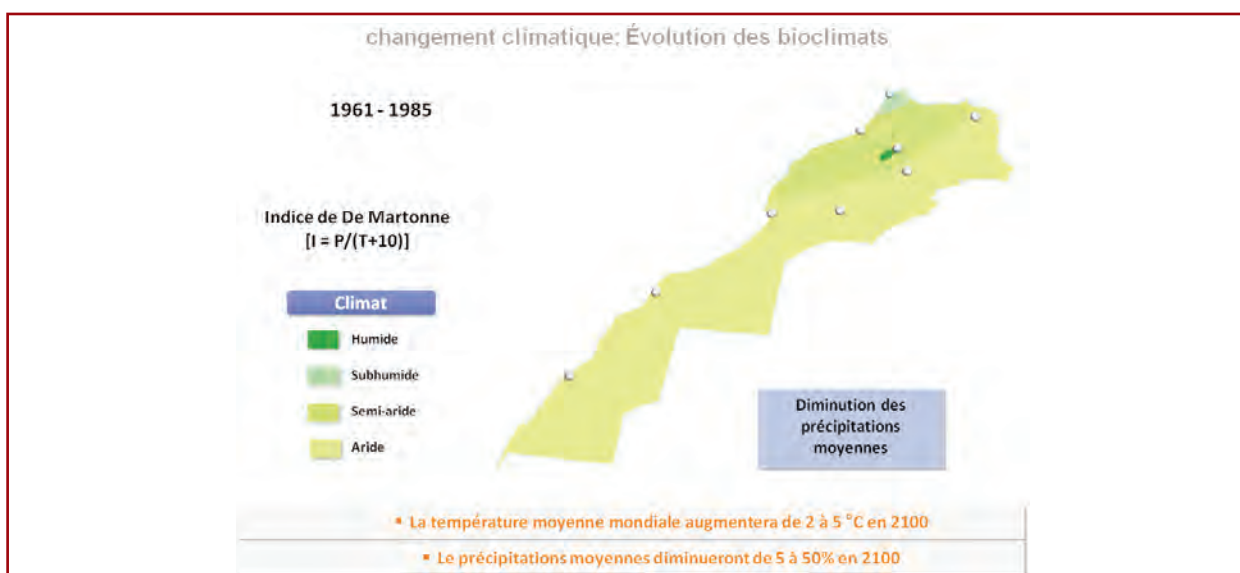 changement climatique: Évolution des bioclimats
1961 - 1985
Indice de De Martonne
[I = P/(T+10)]
Climat
Humide
Subhumide
Semi-aride
Aride
Diminution des
précipitations
moyennes
▪ La température moyenne mondiale augmentera de 2 à 5 °C en 2100
▪ Le précipitations moyennes diminueront de 5 à 50% en 2100